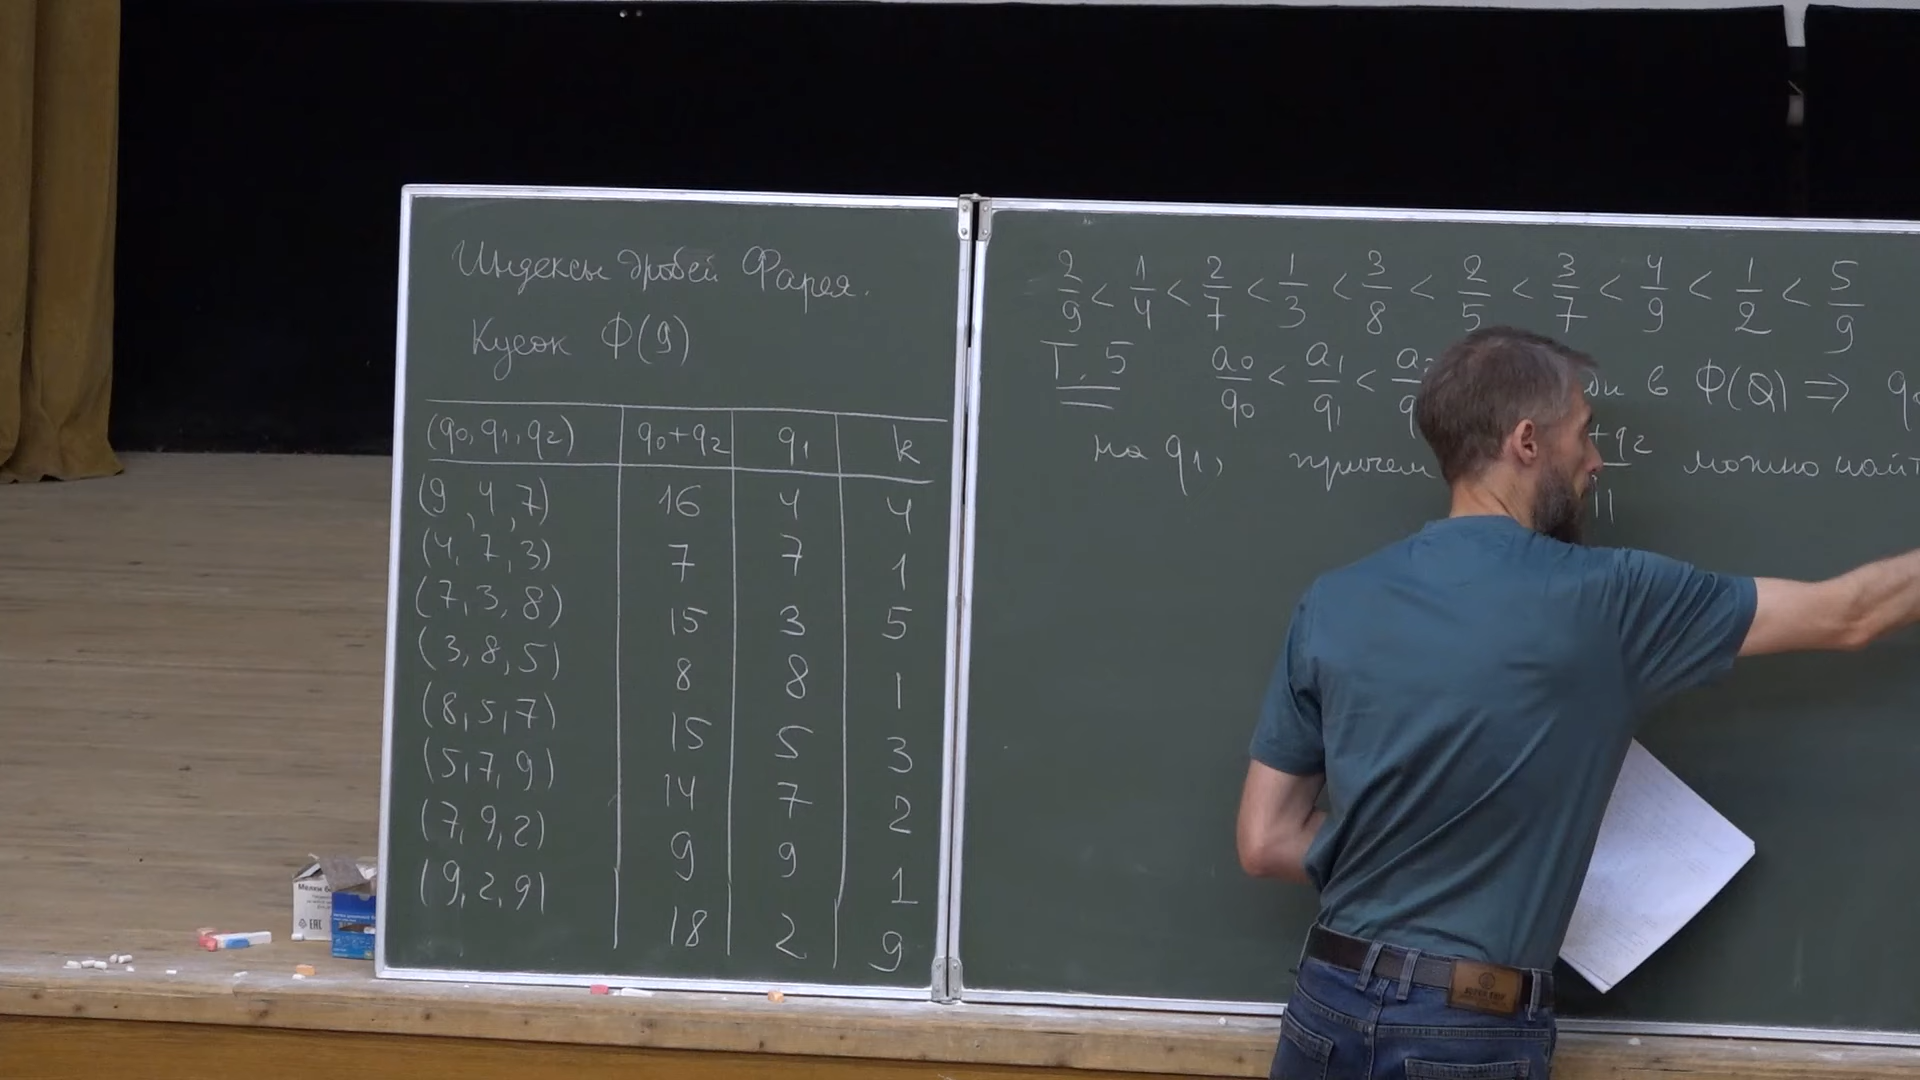 Индексы дробей Фарея.
Кусок Ф(9)
(q₀,q₁,q₂) q₀+q₂ q₁ k
(9,4,7) 16 4 4
(4,7,3) 7 7 1
(7,3,8) 15 3 5
(3,8,5) 8 8 1
(8,5,7) 15 5 3
(5,7,9) 14 7 2
(7,9,2) 9 9 1
(9,2,9) 18 2 9
2/9 < 1/4 < 2/7 < 1/3 < 3/8 < 2/5 < 3/7 < 4/9 < 1/2 < 5/9
Т. 5 a₀/q₀ < a₁/q₁ < в Ф(Q) ⇒
на q₁, причем + q₂ можно